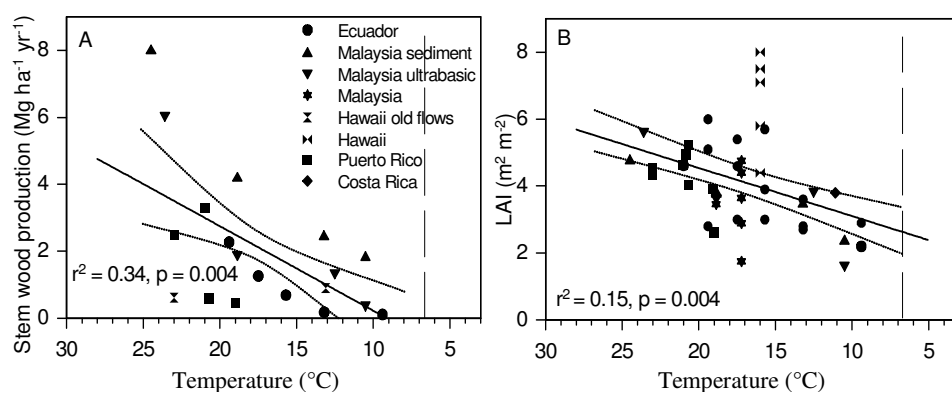 A
Stem wood production (Mg ha⁻¹ yr⁻¹)
8
6
4
2
0
Ecuador
Malaysia sediment
Malaysia ultrabasic
Malaysia
Hawaii old flows
Hawaii
Puerto Rico
Costa Rica
r² = 0.34, p = 0.004
30 25 20 15 10 5
Temperature (°C)
B
LAI (m² m⁻²)
8
6
4
2
0
r² = 0.15, p = 0.004
30 25 20 15 10 5
Temperature (°C)